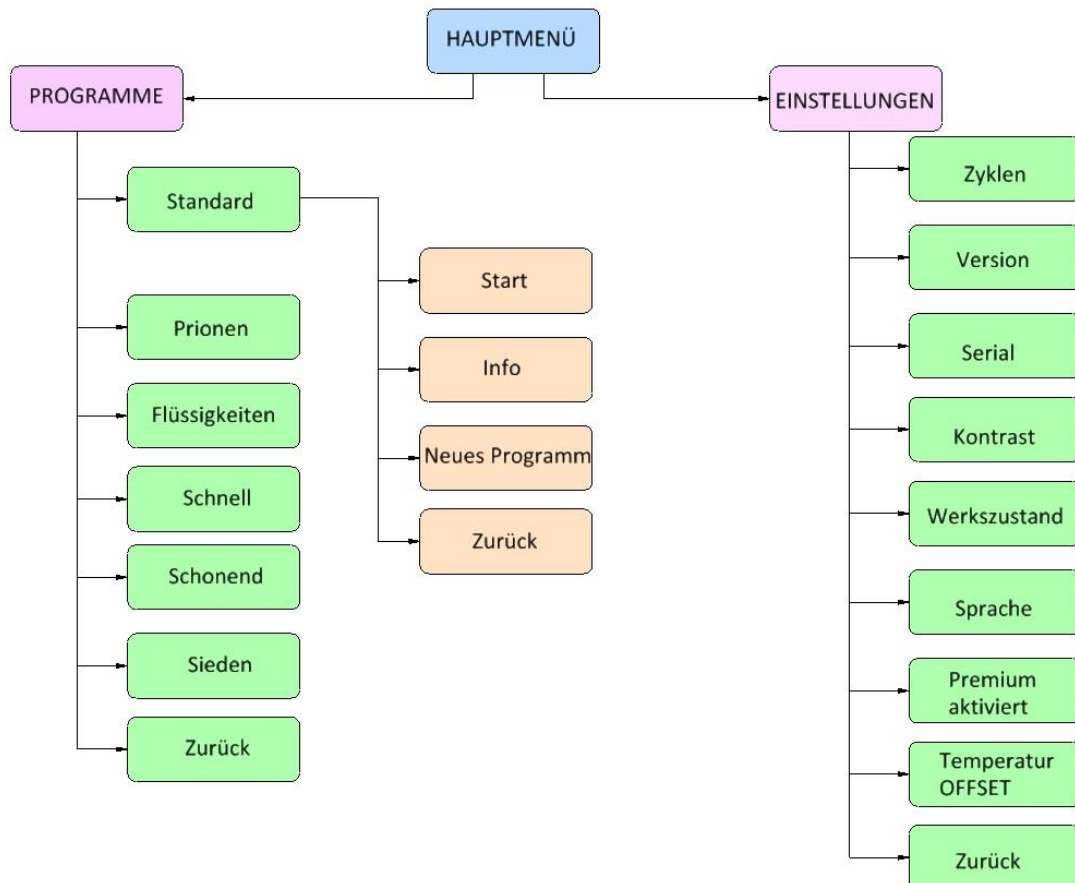 HAUPTMENÜ
PROGRAMME
Standard
Prionen
Flüssigkeiten
Schnell
Schonend
Sieden
Zurück
Start
Info
Neues Programm
Zurück
EINSTELLUNGEN
Zyklen
Version
Serial
Kontrast
Werkszustand
Sprache
Premium
aktiviert
Temperatur
OFFSET
Zurück